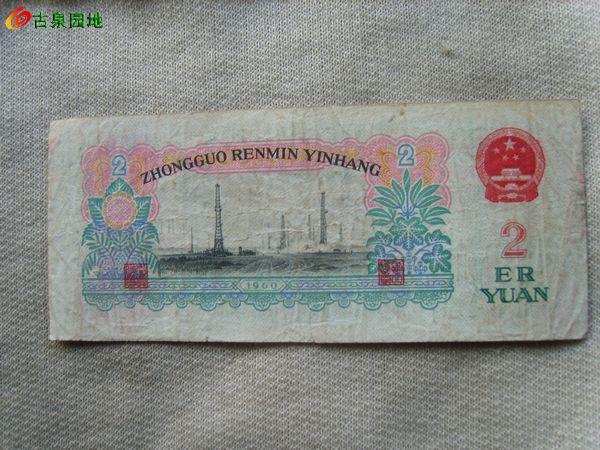 古泉园地
ZHONGGUO RENMIN YINHANG
2
2
1960
2
ER
YUAN